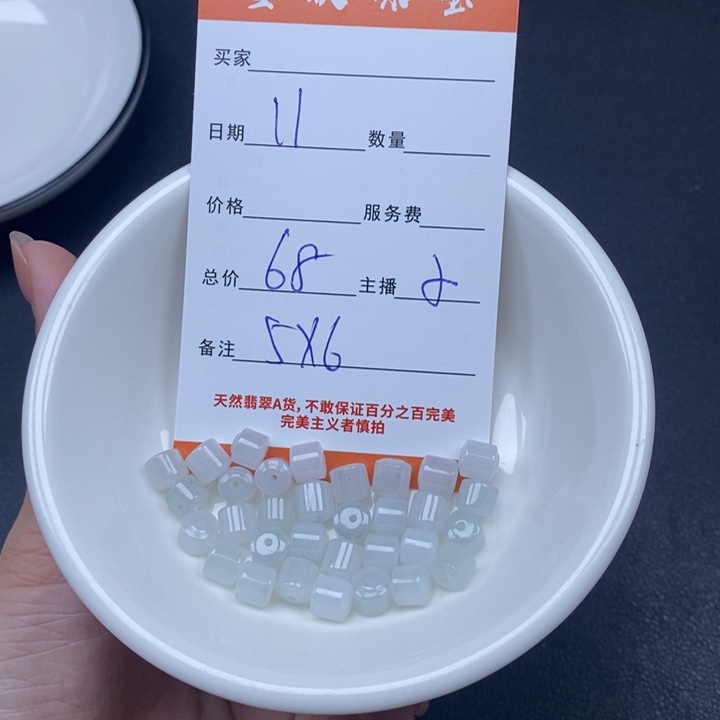 买家
日期 11 数量
价格 服务费
总价 68 主播 2
备注 5X6
天然翡翠A货,不敢保证百分之百完美
完美主义者慎拍